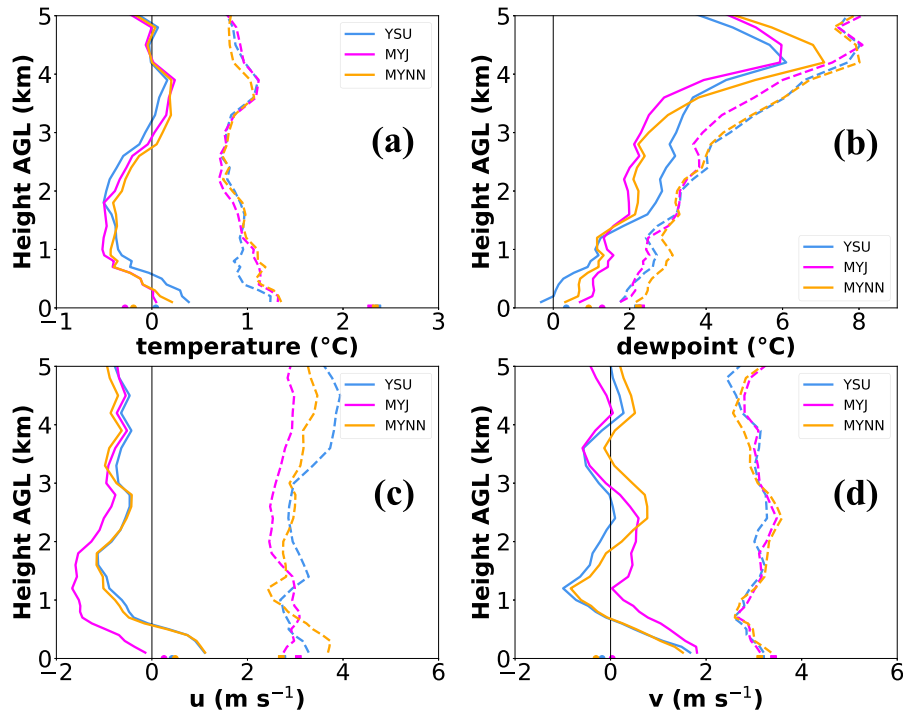 5
4
3
2
1
0
Height AGL (km)
YSU
MYJ
MYNN
(a)
−1 0 1 2 3
temperature (°C)
5
4
3
2
1
0
Height AGL (km)
(b)
YSU
MYJ
MYNN
0 2 4 6 8
dewpoint (°C)
5
4
3
2
1
0
Height AGL (km)
YSU
MYJ
MYNN
(c)
−2 0 2 4 6
u (m s⁻¹)
5
4
3
2
1
0
Height AGL (km)
YSU
MYJ
MYNN
(d)
−2 0 2 4 6
v (m s⁻¹)